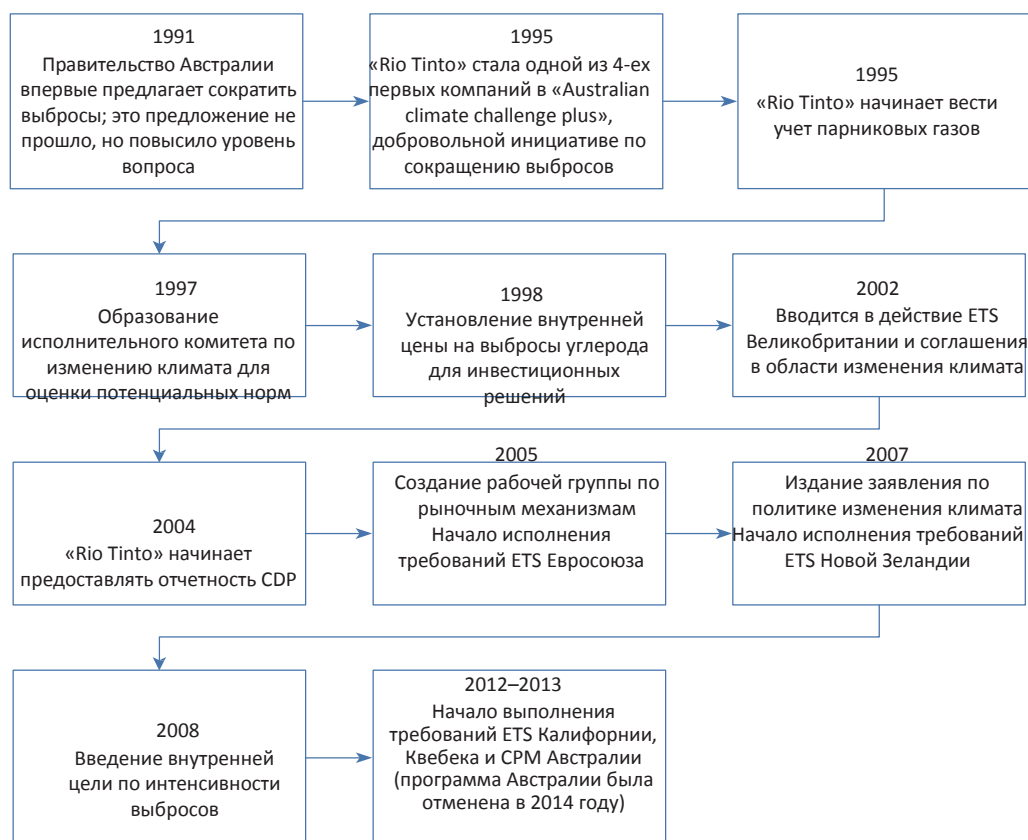 1991
Правительство Австралии
впервые предлагает сократить
выбросы; это предложение не
прошло, но повысило уровень
вопроса
1995
«Rio Tinto» стала одной из 4-ех
первых компаний в «Australian
climate challenge plus»,
добровольной инициативе по
сокращению выбросов
1995
«Rio Tinto» начинает вести
учет парниковых газов
1997
Образование
исполнительного комитета по
изменению климата для
оценки потенциальных норм
1998
Установление внутренней
цены на выбросы углерода
для инвестиционных
решений
2002
Вводится в действие ETS
Великобритании и соглашения
в области изменения климата
2004
«Rio Tinto» начинает
предоставлять отчетность CDP
2005
Создание рабочей группы по
рыночным механизмам
Начало исполнения
требований ETS Евросоюза
2007
Издание заявления по
политике изменения климата
Начало исполнения требований
ETS Новой Зеландии
2008
Введение внутренней
цели по интенсивности
выбросов
2012–2013
Начало выполнения
требований ETS Калифорнии,
Квебека и CPM Австралии
(программа Австралии была
отменена в 2014 году)